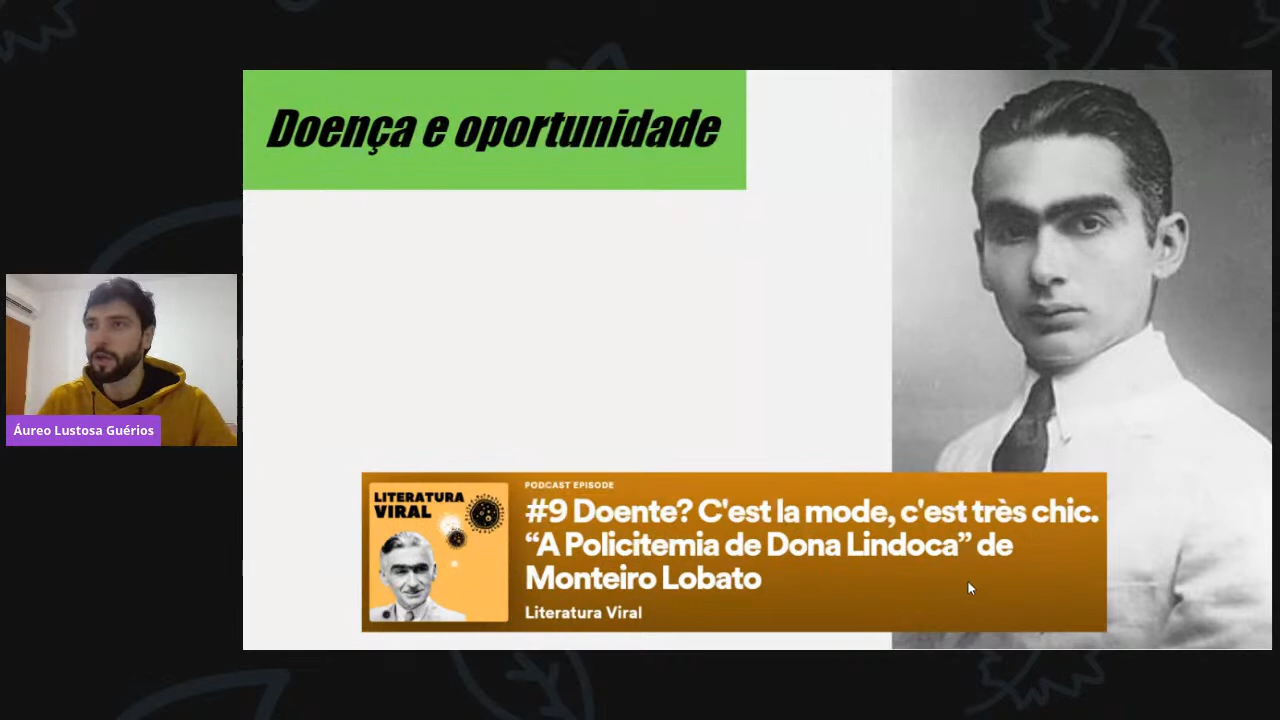 Doença e oportunidade
Áureo Lustosa Guérios
LITERATURA
VIRAL
PODCAST EPISODE
#9 Doente? C'est la mode, c'est très chic.
“A Policitemia de Dona Lindoca” de
Monteiro Lobato
Literatura Viral